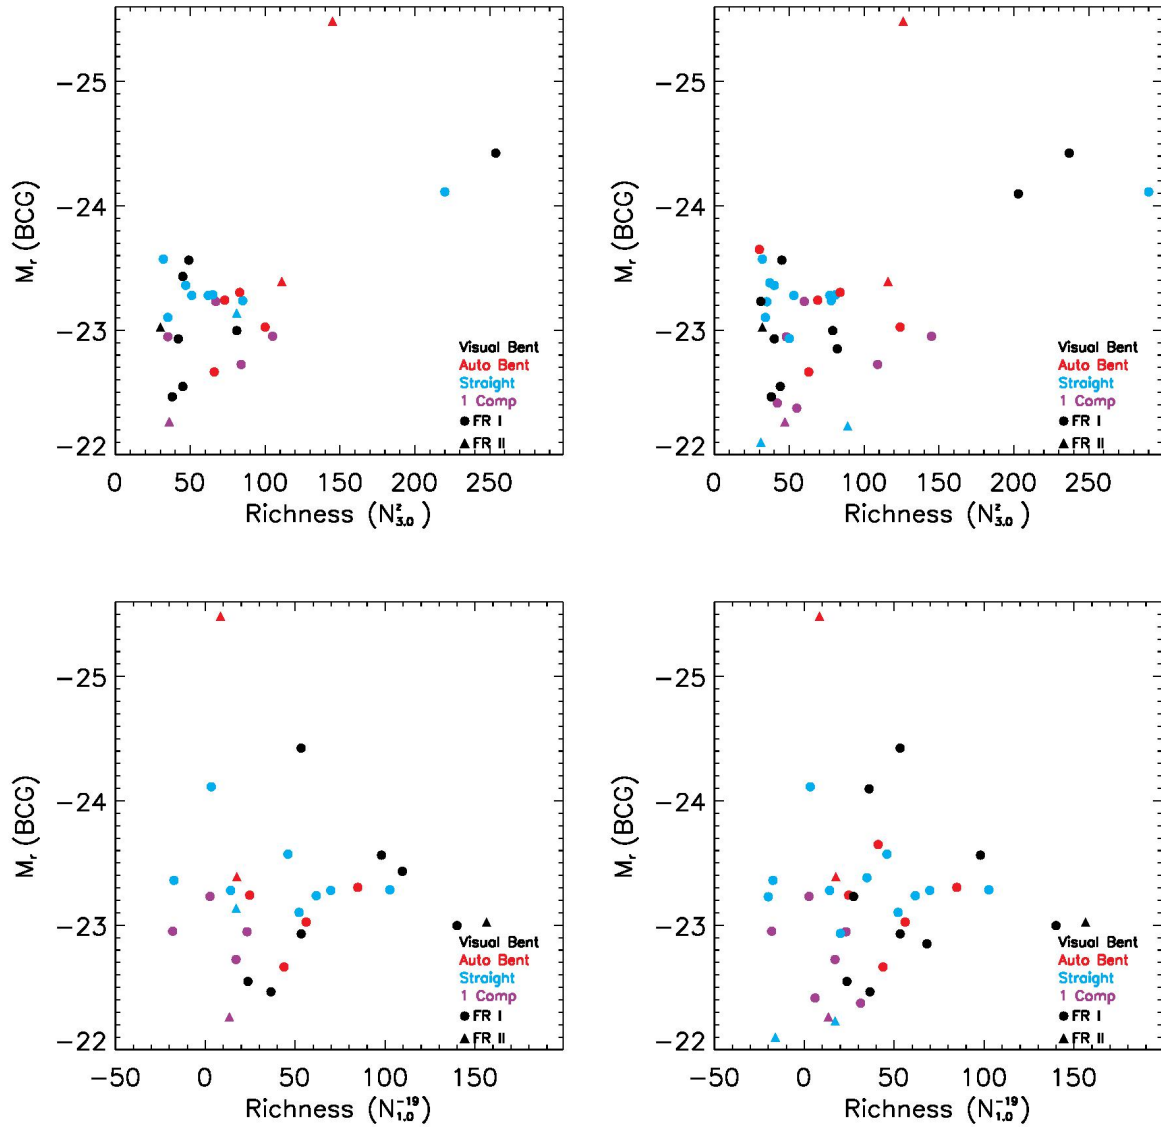 −25
−24
−23
−22
M_r (BCG)
Visual Bent
Auto Bent
Straight
1 Comp
FR I
FR II
0 50 100 150 200 250
Richness (N^z_3.0)
−25
−24
−23
−22
M_r (BCG)
Visual Bent
Auto Bent
Straight
1 Comp
FR I
FR II
0 50 100 150 200 250
Richness (N^z_3.0)
−25
−24
−23
−22
M_r (BCG)
Visual Bent
Auto Bent
Straight
1 Comp
FR I
FR II
−50 0 50 100 150
Richness (N^−19_1.0)
−25
−24
−23
−22
M_r (BCG)
Visual Bent
Auto Bent
Straight
1 Comp
FR I
FR II
−50 0 50 100 150
Richness (N^−19_1.0)